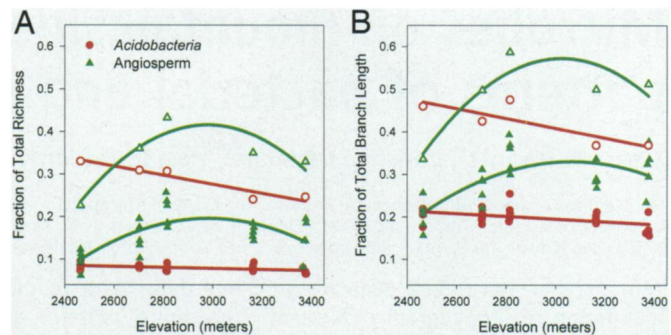 A
Acidobacteria
Angiosperm
Fraction of Total Richness
0.6
0.5
0.4
0.3
0.2
0.1
2400 2600 2800 3000 3200 3400
Elevation (meters)
B
Fraction of Total Branch Length
0.6
0.5
0.4
0.3
0.2
0.1
2400 2600 2800 3000 3200 3400
Elevation (meters)